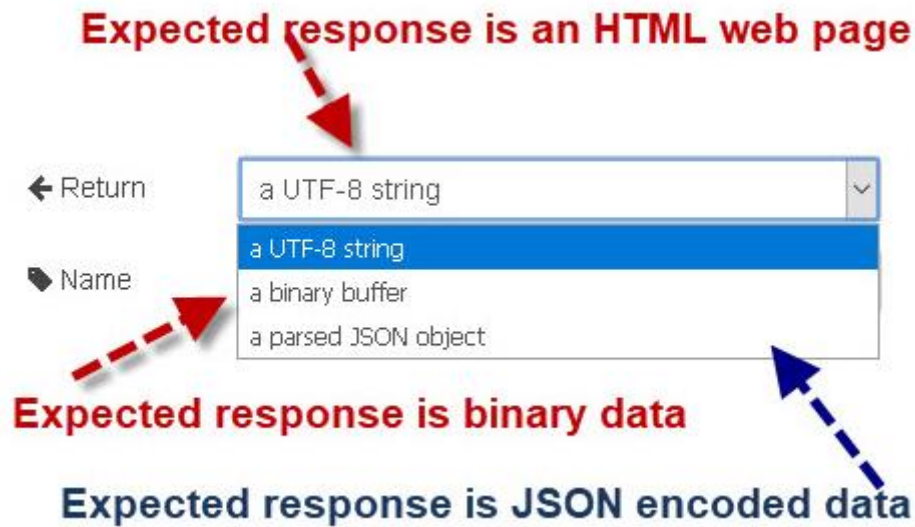 Expected response is an HTML web page
Return
a UTF-8 string
a UTF-8 string
Name
a binary buffer
a parsed JSON object
Expected response is binary data
Expected response is JSON encoded data